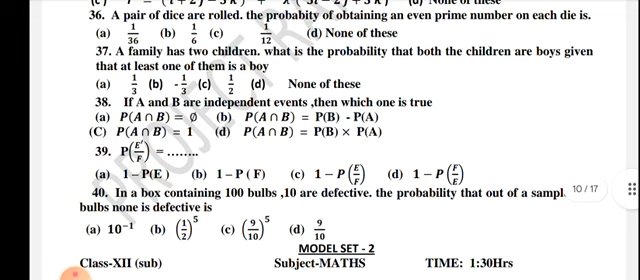 36. A pair of dice are rolled. the probabity of obtaining an even prime number on each die is.
(a) 1/36 (b) 1/6 (c) 1/12 (d) None of these
37. A family has two children. what is the probability that both the children are boys given
that at least one of them is a boy
(a) 1/3 (b) -1/3 (c) 1/2 (d) None of these
38. If A and B are independent events ,then which one is true
(a) P(A ∩ B) = ∅ (b) P(A ∩ B) = P(B) - P(A)
(C) P(A ∩ B) = 1 (d) P(A ∩ B) = P(B) × P(A)
39. P(E′/F) = ........
(a) 1 – P(E ) (b) 1 – P ( F) (c) 1 – P(E/F) (d) 1 – P(F/E)
40. In a box containing 100 bulbs ,10 are defective. the probability that out of a sampl
10 / 17
bulbs none is defective is
(a) 10⁻¹ (b) (1/2)⁵ (c) (9/10)⁵ (d) 9/10
MODEL SET - 2
Class-XII (sub) Subject-MATHS TIME: 1:30Hrs